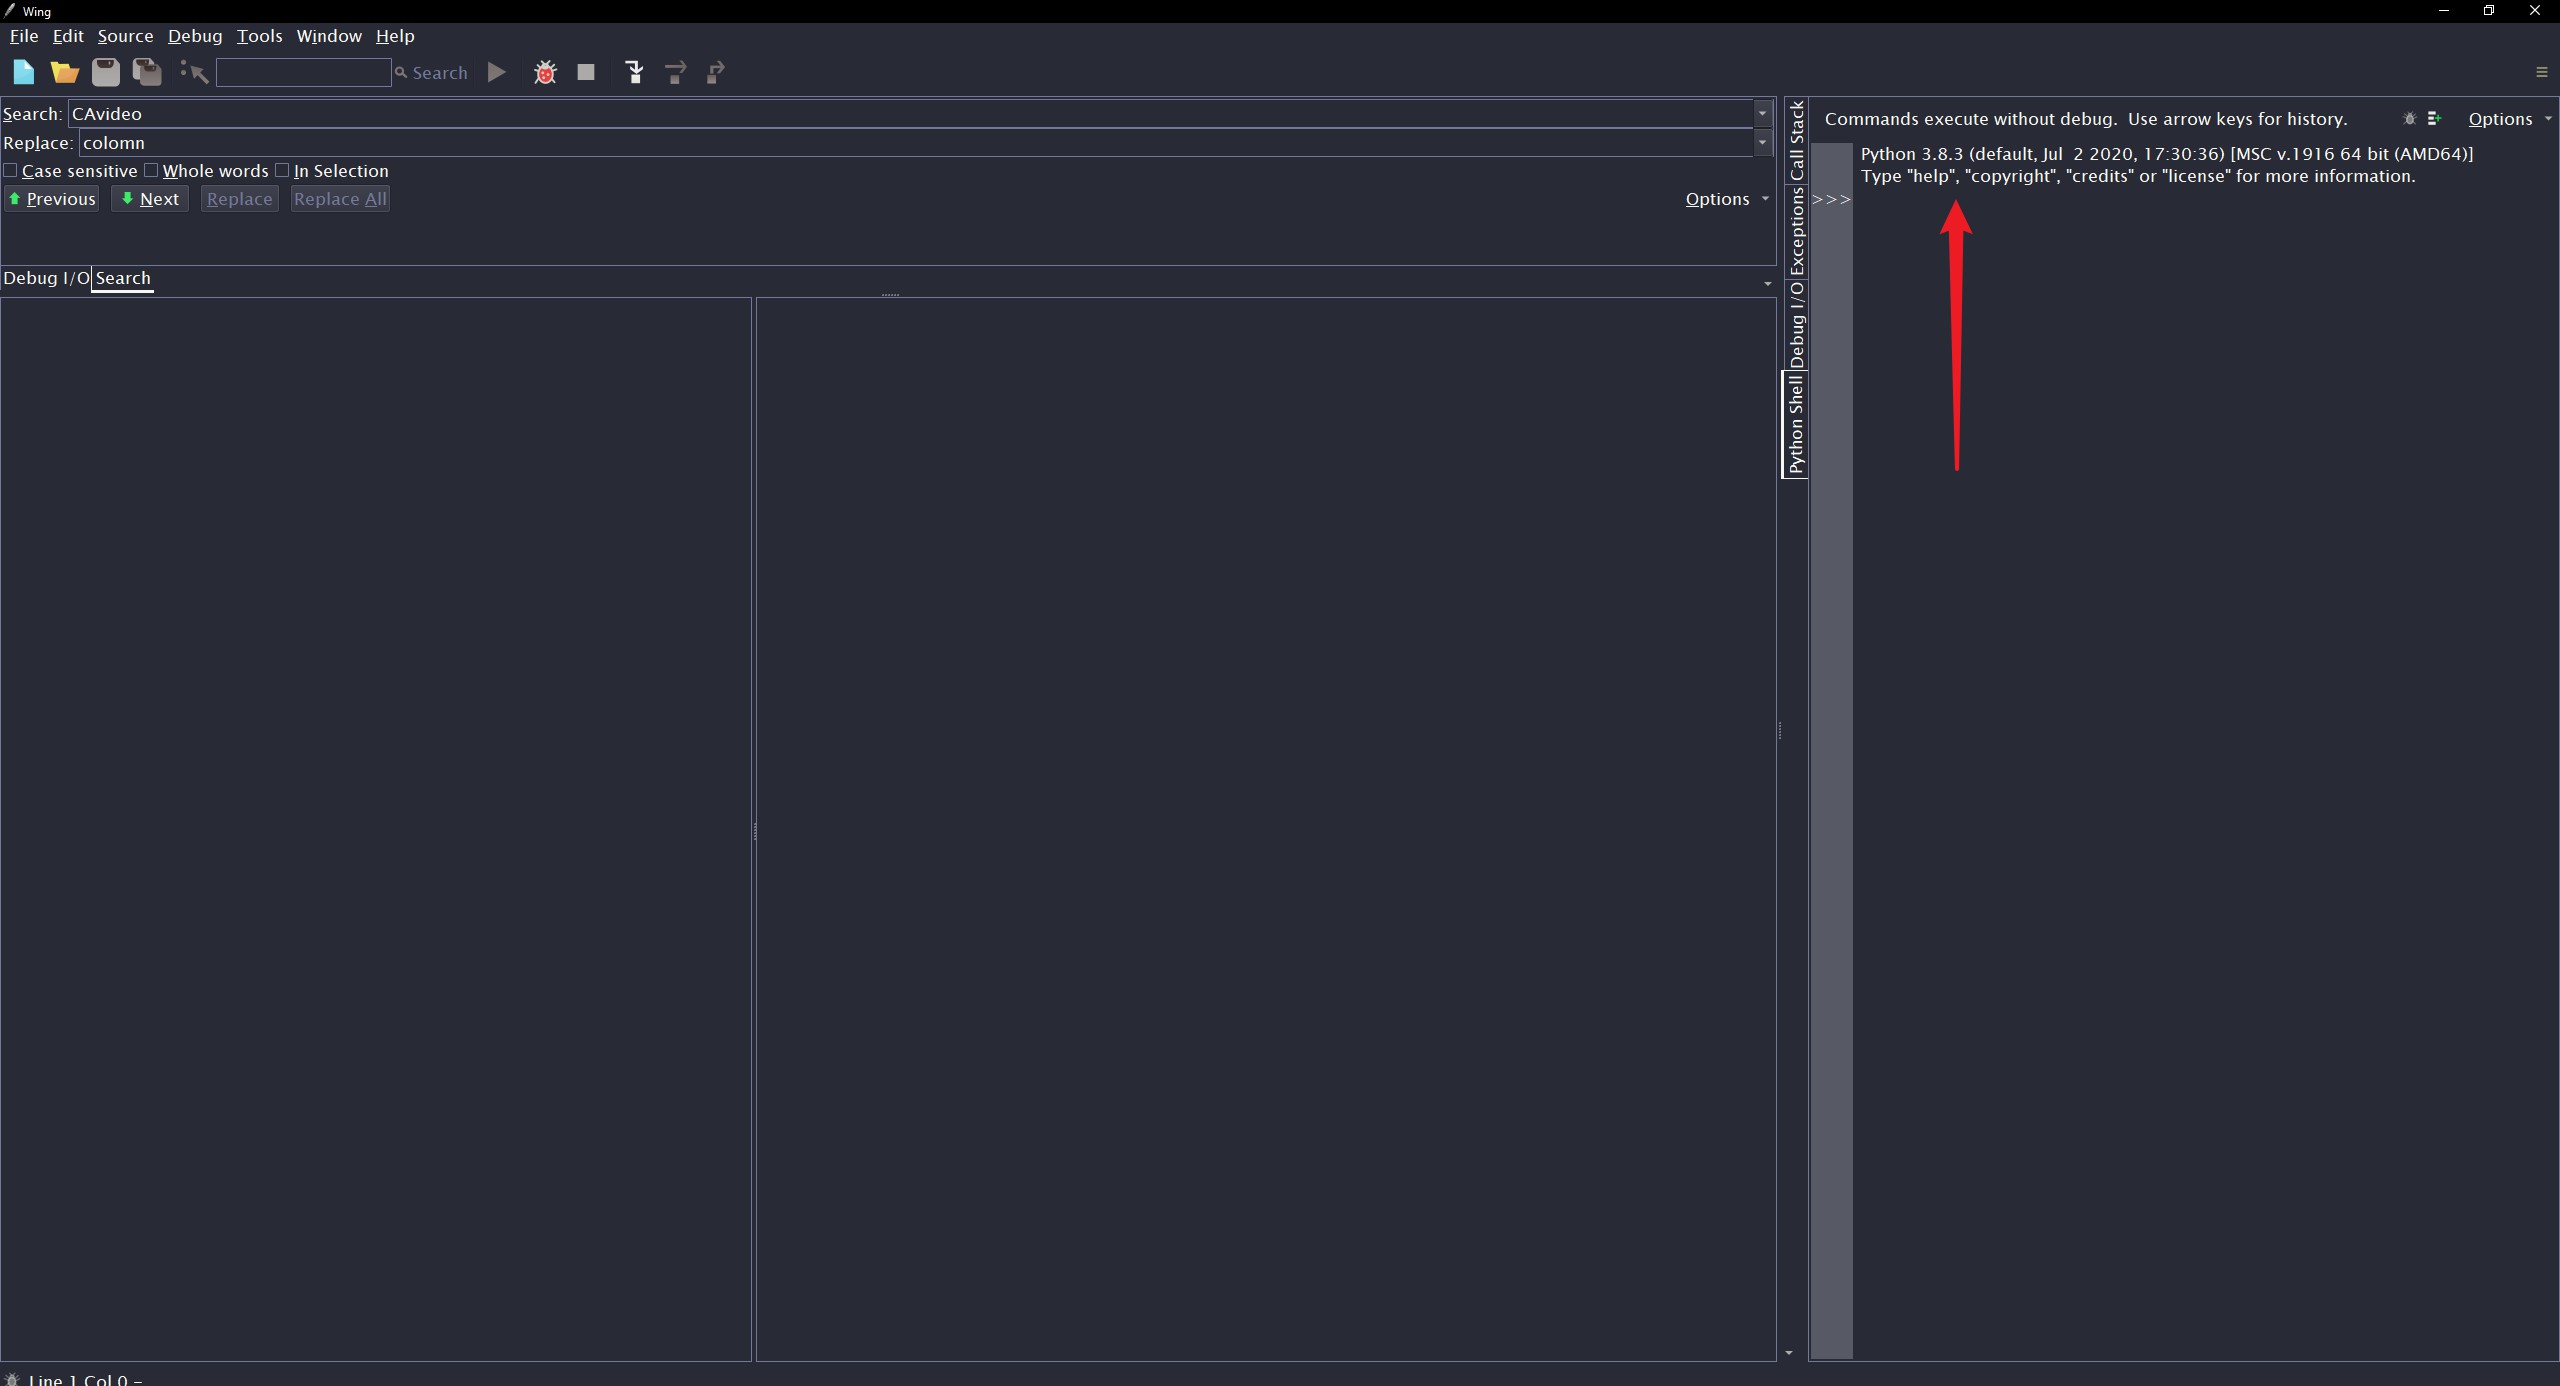 Wing
File Edit Source Debug Tools Window Help
Search
Search: CAvideo
Replace: colomn
Case sensitive Whole words In Selection
Previous Next Replace Replace All Options
Debug I/O Search
Call Stack
Exceptions
Debug I/O
Python Shell
Commands execute without debug.  Use arrow keys for history. Options
Python 3.8.3 (default, Jul  2 2020, 17:30:36) [MSC v.1916 64 bit (AMD64)]
Type "help", "copyright", "credits" or "license" for more information.
>>>
Line 1 Col 0 -